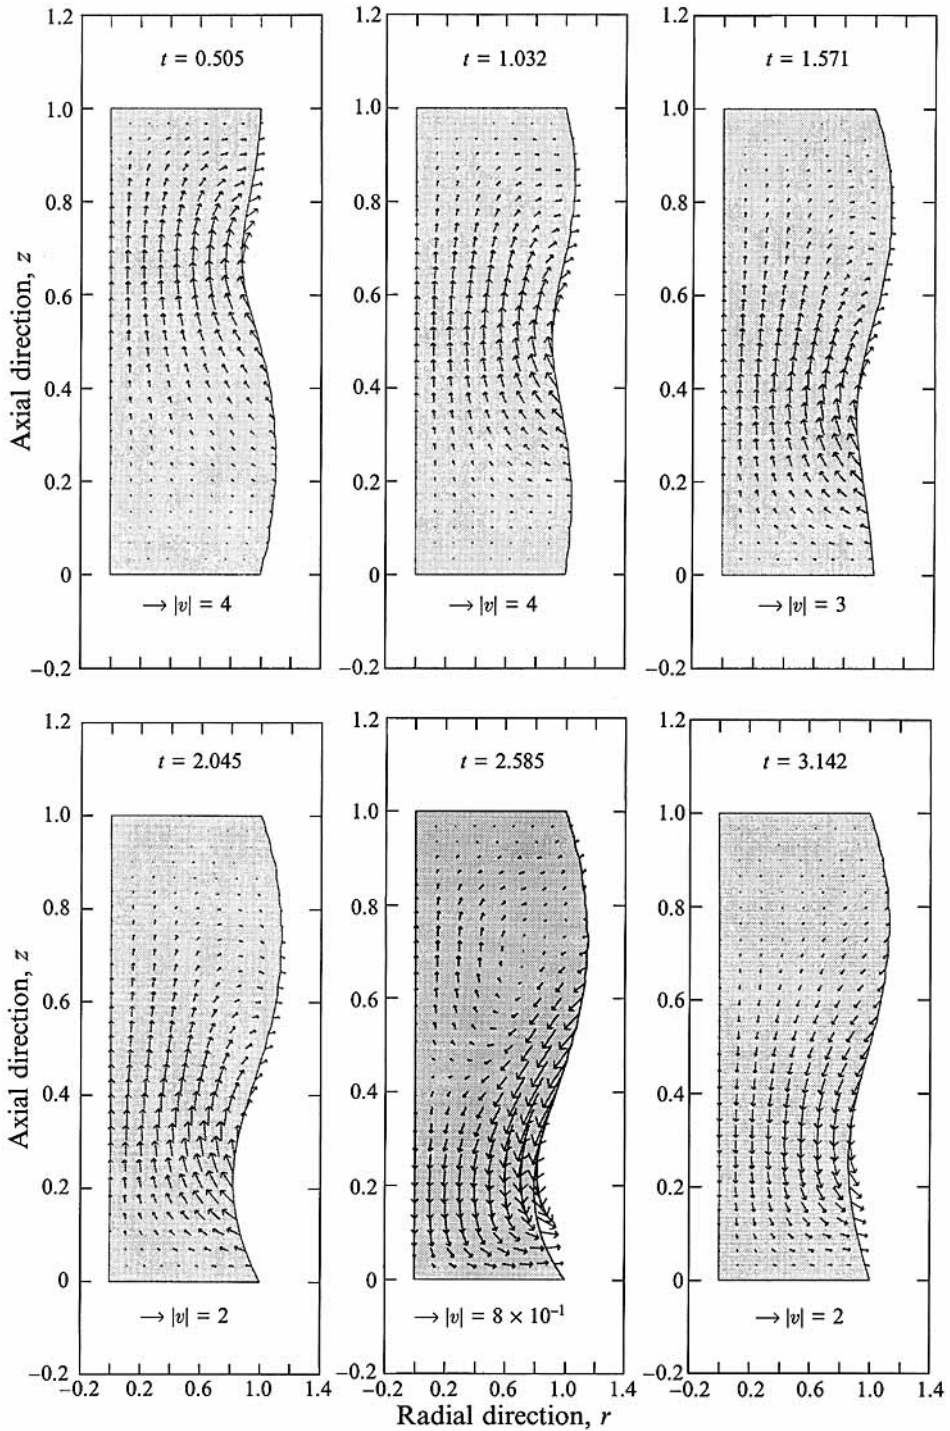 t = 0.505
t = 1.032
t = 1.571
1.2
1.0
0.8
0.6
0.4
0.2
0
−0.2
1.2
1.0
0.8
0.6
0.4
0.2
0
−0.2
1.2
1.0
0.8
0.6
0.4
0.2
0
−0.2
Axial direction, z
|v| = 4
|v| = 4
|v| = 3
t = 2.045
t = 2.585
t = 3.142
1.2
1.0
0.8
0.6
0.4
0.2
0
−0.2
1.2
1.0
0.8
0.6
0.4
0.2
0
−0.2
1.2
1.0
0.8
0.6
0.4
0.2
0
−0.2
Axial direction, z
|v| = 2
|v| = 8 × 10⁻¹
|v| = 2
−0.2 0.2 0.6 1.0 1.4
−0.2 0.2 0.6 1.0 1.4
−0.2 0.2 0.6 1.0 1.4
Radial direction, r